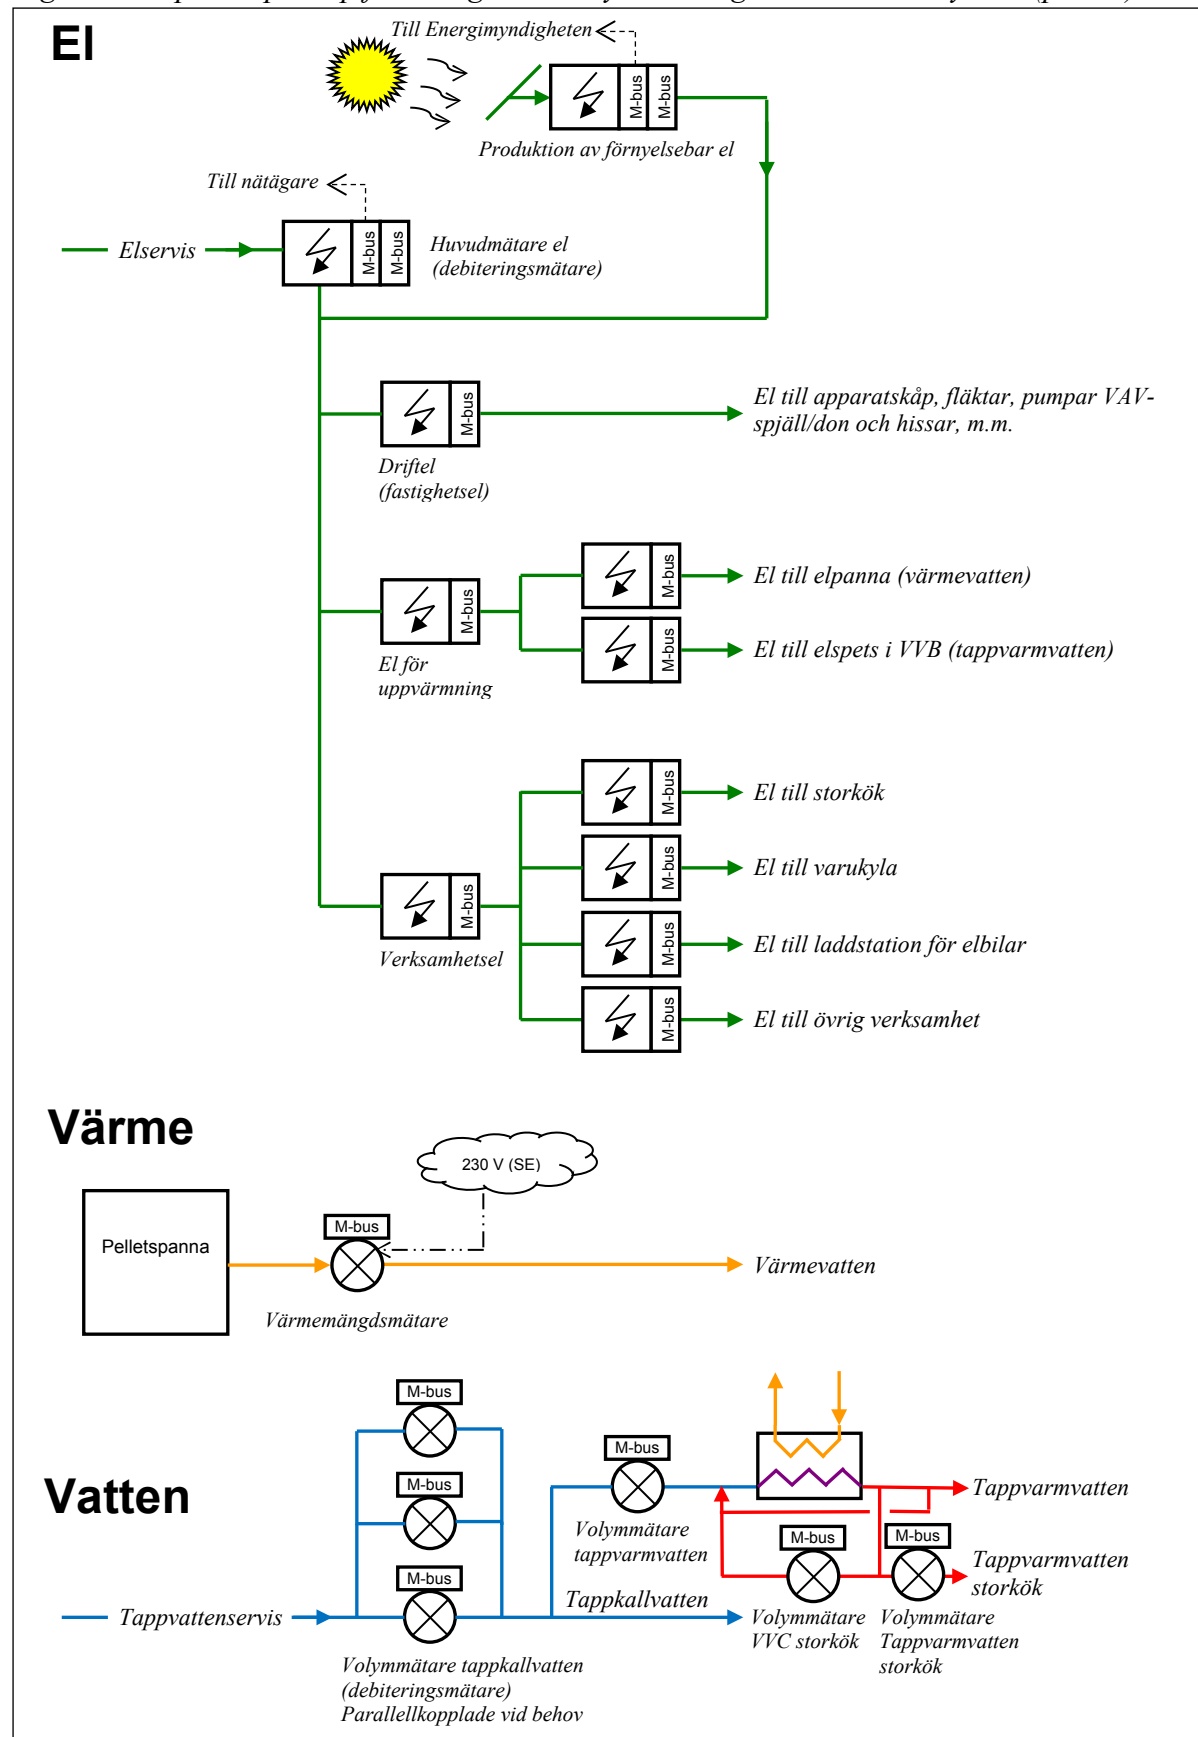 El
Till Energimyndigheten
M-bus
M-bus
Produktion av förnyelsebar el
Till nätägare
Elservis
M-bus
M-bus
Huvudmätare el
(debiteringsmätare)
M-bus
El till apparatskåp, fläktar, pumpar VAV-
spjäll/don och hissar, m.m.
Driftel
(fastighetsel)
M-bus
El till elpanna (värmevatten)
M-bus
M-bus
El till elspets i VVB (tappvarmvatten)
El för
uppvärmning
M-bus
El till storkök
M-bus
El till varukyla
M-bus
Verksamhetsel
M-bus
El till laddstation för elbilar
M-bus
El till övrig verksamhet
Värme
230 V (SE)
Pelletspanna
M-bus
Värmevatten
Värmemängdsmätare
M-bus
M-bus
Vatten
M-bus
Tappvarmvatten
Volymmätare
tappvarmvatten
M-bus
M-bus
Tappvarmvatten
storkök
M-bus
Tappvattenservis
Tappkallvatten
Volymmätare
VVC storkök
Volymmätare
Tappvarmvatten
storkök
Volymmätare tappkallvatten
(debiteringsmätare)
Parallellkopplade vid behov